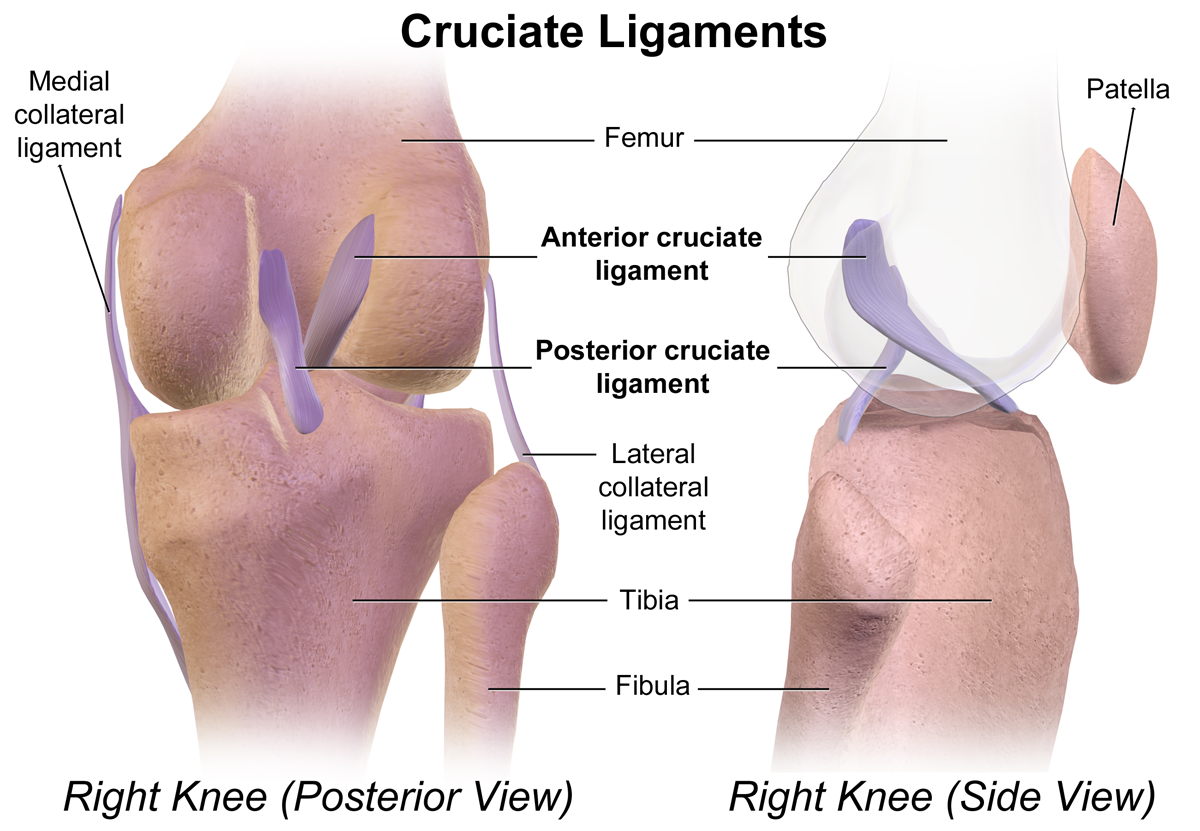 Cruciate Ligaments
Medial
collateral
ligament
Patella
Femur
Anterior cruciate
ligament
Posterior cruciate
ligament
Lateral
collateral
ligament
Tibia
Fibula
Right Knee (Posterior View)
Right Knee (Side View)